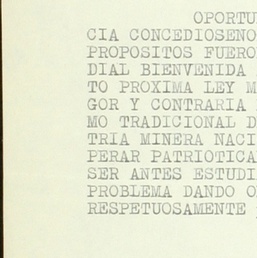 OPORTU
CIA CONCEDIOSENO
PROPOSITOS FUERO
DIAL BIENVENIDA
TO PROXIMA LEY M
GOR Y CONTRARIA
MO TRADICIONAL D
TRIA MINERA NACI
PERAR PATRIOTICA
SER ANTES ESTUDI
PROBLEMA DANDO O
RESPETUOSAMENTE